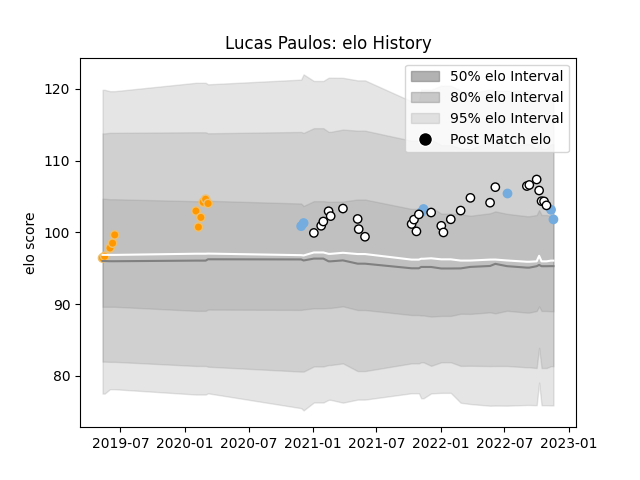 Lucas Paulos: elo History
50% elo Interval
80% elo Interval
95% elo Interval
Post Match elo
elo score
120
110
100
90
80
2019-07 2020-01 2020-07 2021-01 2021-07 2022-01 2022-07 2023-01